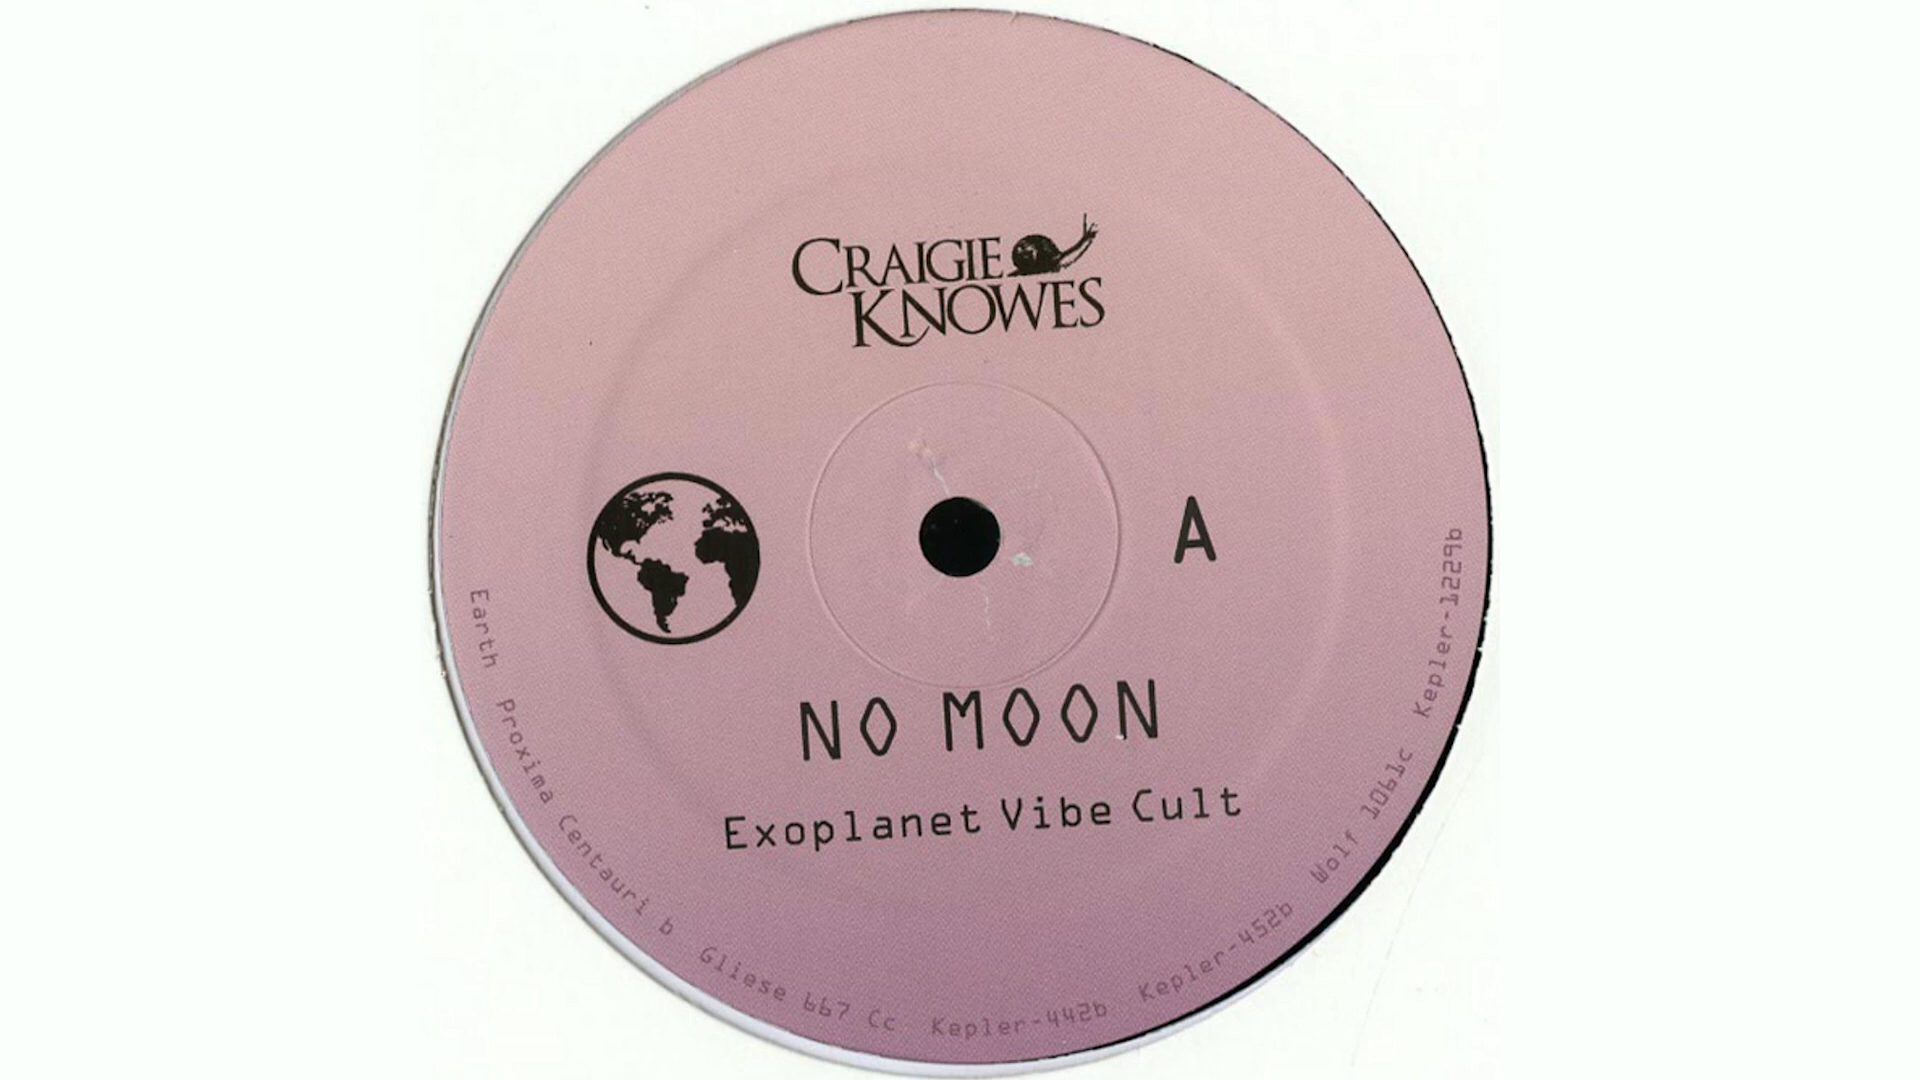 CRAIGIE
KNOWES
A
NO MOON
Exoplanet Vibe Cult
Earth Proxima Centauri b Gliese 667 Cc Kepler-442b Kepler-452b Wolf 1061c Kepler-1229b